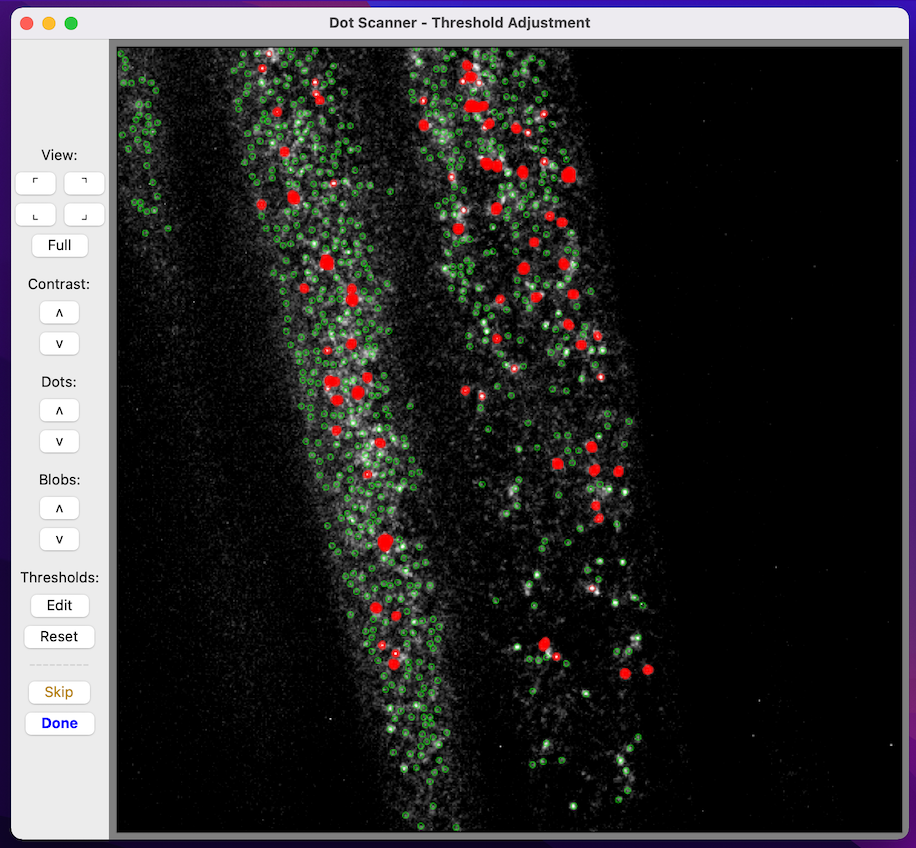 Dot Scanner - Threshold Adjustment
View:
⌜ ⌝
⌞ ⌟
Full
Contrast:
ʌ
v
Dots:
ʌ
v
Blobs:
ʌ
v
Thresholds:
Edit
Reset
---------
Skip
Done